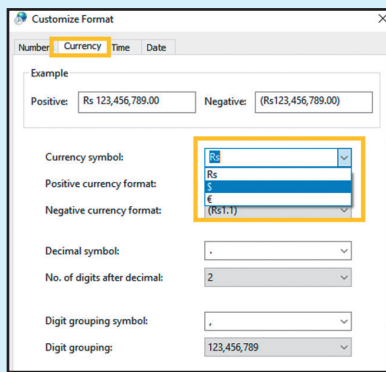 Customize Format
Number Currency Time Date
Example
Positive: Rs 123,456,789.00 Negative: (Rs123,456,789.00)
Currency symbol: Rs
Rs
Positive currency format: $
€
Negative currency format: (Rs1.1)
Decimal symbol: .
No. of digits after decimal: 2
Digit grouping symbol: ,
Digit grouping: 123,456,789